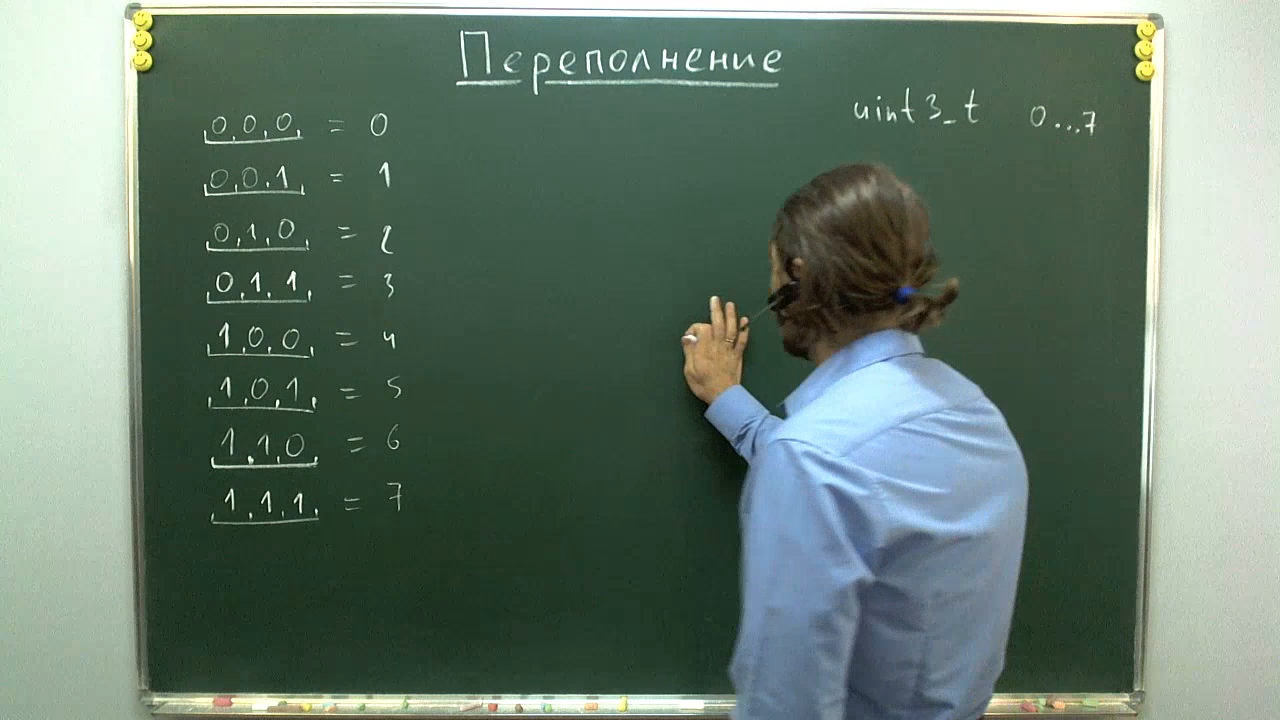 Переполнение
uint3_t 0...7
0 0 0 = 0
0 0 1 = 1
0 1 0 = 2
0 1 1 = 3
1 0 0 = 4
1 0 1 = 5
1 1 0 = 6
1 1 1 = 7